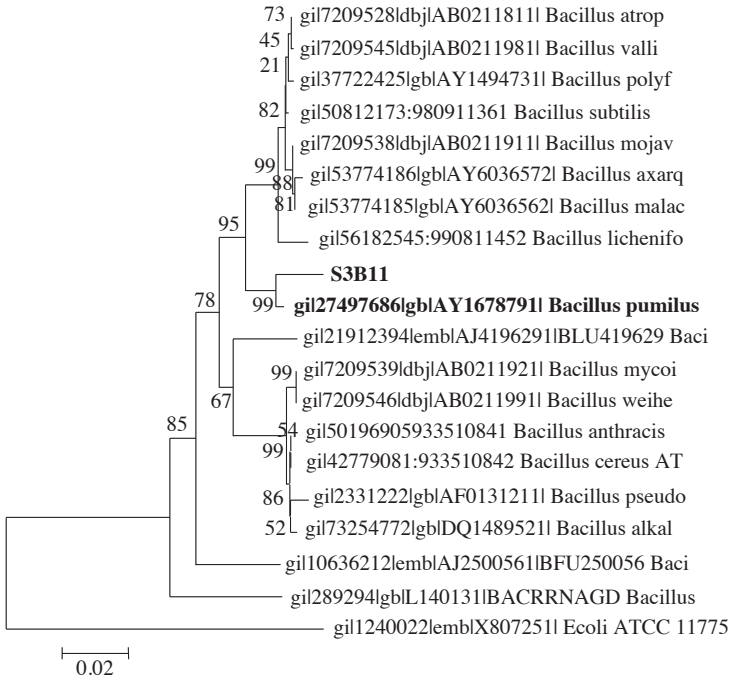 73 gi|7209528|dbj|AB0211811| Bacillus atrop
45 gi|7209545|dbj|AB0211981| Bacillus valli
21 gi|37722425|gb|AY1494731| Bacillus polyf
82 gi|50812173:980911361 Bacillus subtilis
gi|7209538|dbj|AB0211911| Bacillus mojav
99
88 gi|53774186|gb|AY6036572| Bacillus axarq
81 gi|53774185|gb|AY6036562| Bacillus malac
95
gi|56182545:990811452 Bacillus lichenifo
S3B11
78
99 gi|27497686|gb|AY1678791| Bacillus pumilus
gi|21912394|emb|AJ4196291|BLU419629 Baci
99 gi|7209539|dbj|AB0211921| Bacillus mycoi
67 gi|7209546|dbj|AB0211991| Bacillus weihe
85
54 gi|50196905933510841 Bacillus anthracis
99 gi|42779081:933510842 Bacillus cereus AT
86 gi|2331222|gb|AF0131211| Bacillus pseudo
52 gi|73254772|gb|DQ1489521| Bacillus alkal
gi|10636212|emb|AJ2500561|BFU250056 Baci
gi|289294|gb|L140131|BACRRNAGD Bacillus
gi|1240022|emb|X807251| Ecoli ATCC 11775
0.02